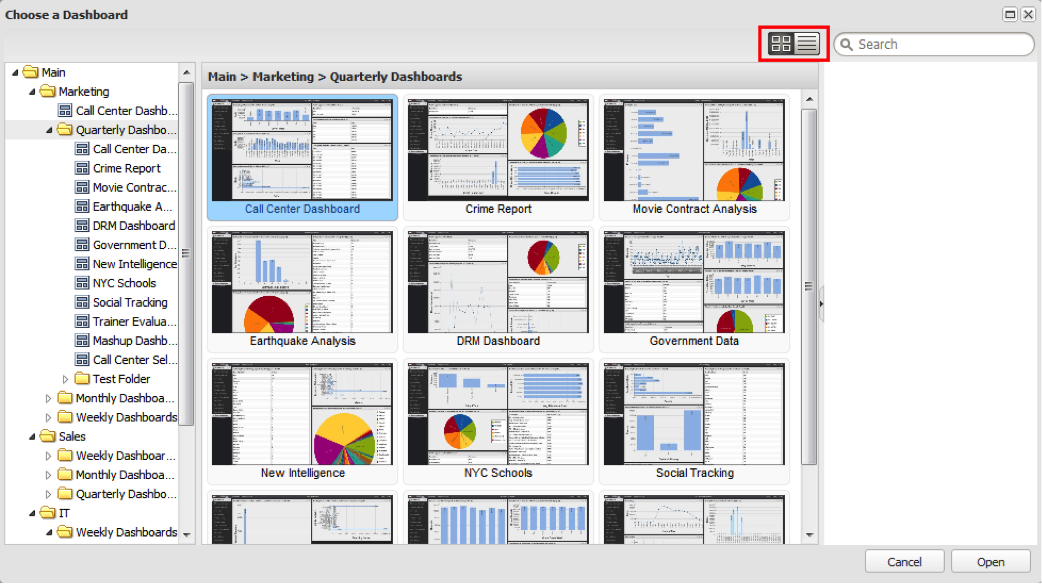 Choose a Dashboard
Search
Main
Marketing
Call Center Dashb...
Quarterly Dashbo...
Call Center Da...
Crime Report
Movie Contrac...
Earthquake A...
DRM Dashboard
Government D...
New Intelligence
NYC Schools
Social Tracking
Trainer Evalua...
Mashup Dashb...
Call Center Sel...
Test Folder
Monthly Dashboa...
Weekly Dashboards
Sales
Weekly Dashboar...
Monthly Dashboa...
Quarterly Dashbo...
IT
Weekly Dashboards
Main > Marketing > Quarterly Dashboards
Call Center Dashboard
Crime Report
Movie Contract Analysis
Earthquake Analysis
DRM Dashboard
Government Data
New Intelligence
NYC Schools
Social Tracking
Cancel
Open